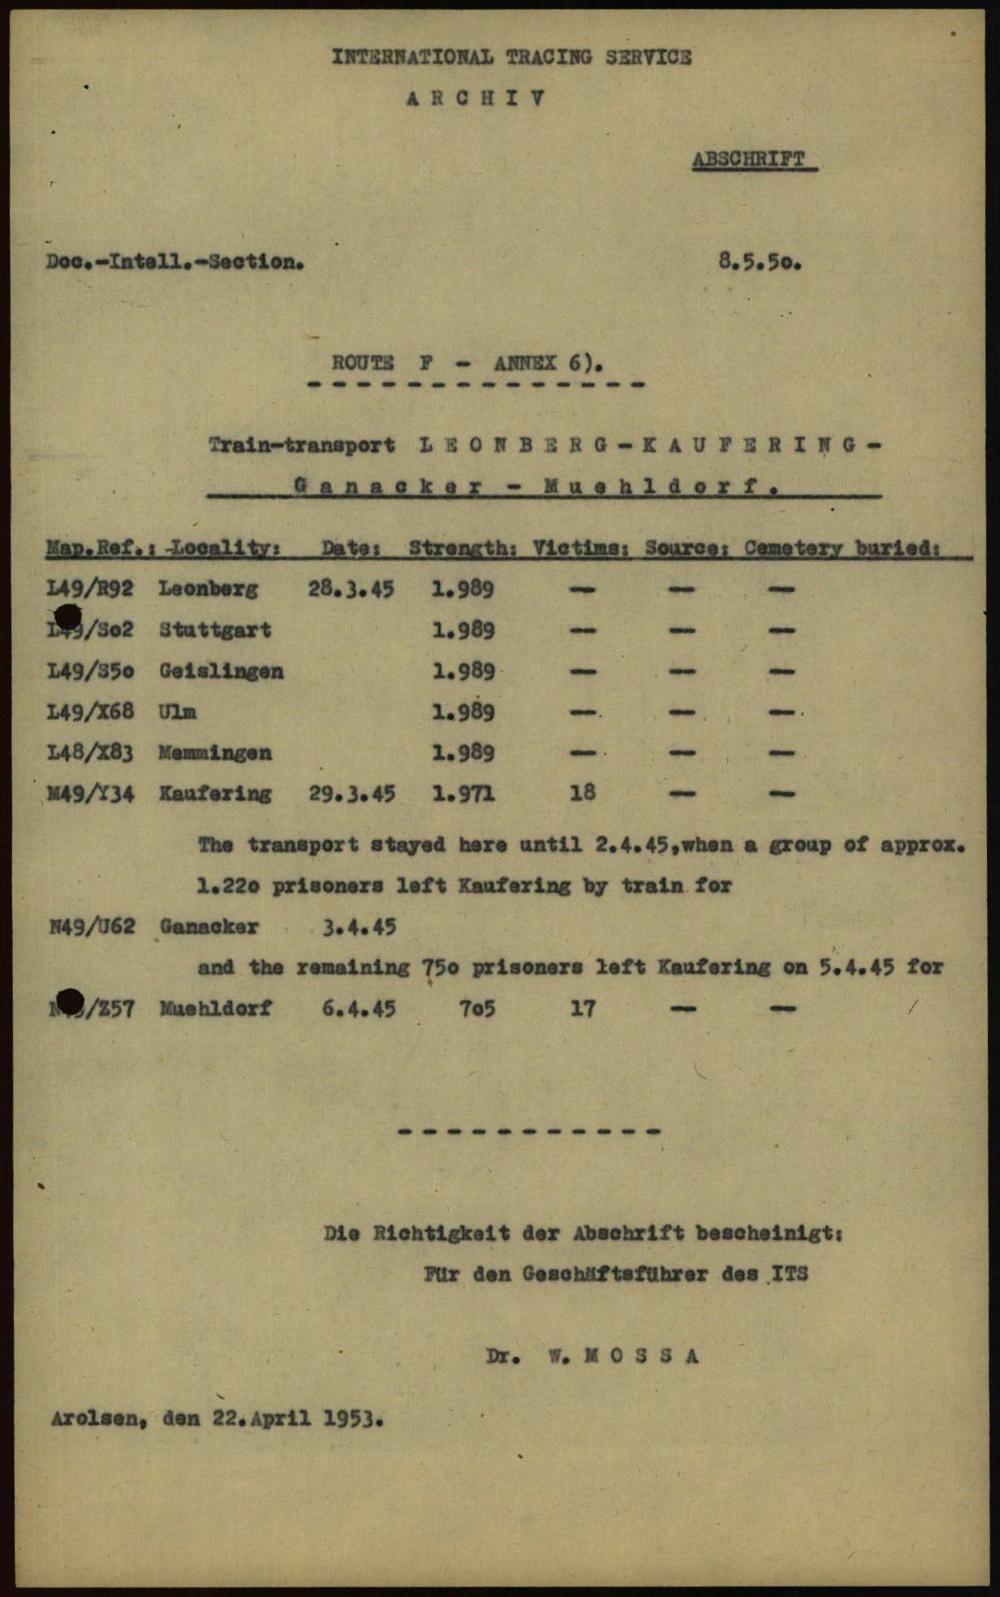 INTERNATIONAL TRACING SERVICE
A R C H I V
ABSCHRIFT
Doc.-Intell.-Section. 8.5.5o.
ROUTE F - ANNEX 6).
- - - - - - - - - - - - - -
Train-transport L E O N B E R G - K A U F E R I N G -
G a n a c k e r - M u e h l d o r f .
Map.Ref.: -Locality: Date: Strength: Victims: Source: Cemetery buried:
L49/R92 Leonberg 28.3.45 1.989 — — —
L49/So2 Stuttgart 1.989 — — —
L49/S5o Geislingen 1.989 — — —
L49/X68 Ulm 1.989 — — —
L48/X83 Memmingen 1.989 — — —
M49/Y34 Kaufering 29.3.45 1.971 18 — —
The transport stayed here until 2.4.45,when a group of approx.
1.22o prisoners left Kaufering by train for
N49/U62 Ganacker 3.4.45
and the remaining 75o prisoners left Kaufering on 5.4.45 for
/Z57 Muehldorf 6.4.45 7o5 17 — —
- - - - - - - - - - -
Die Richtigkeit der Abschrift bescheinigt:
Für den Geschäftsführer des ITS
Dr. W. M O S S A
Arolsen, den 22.April 1953.